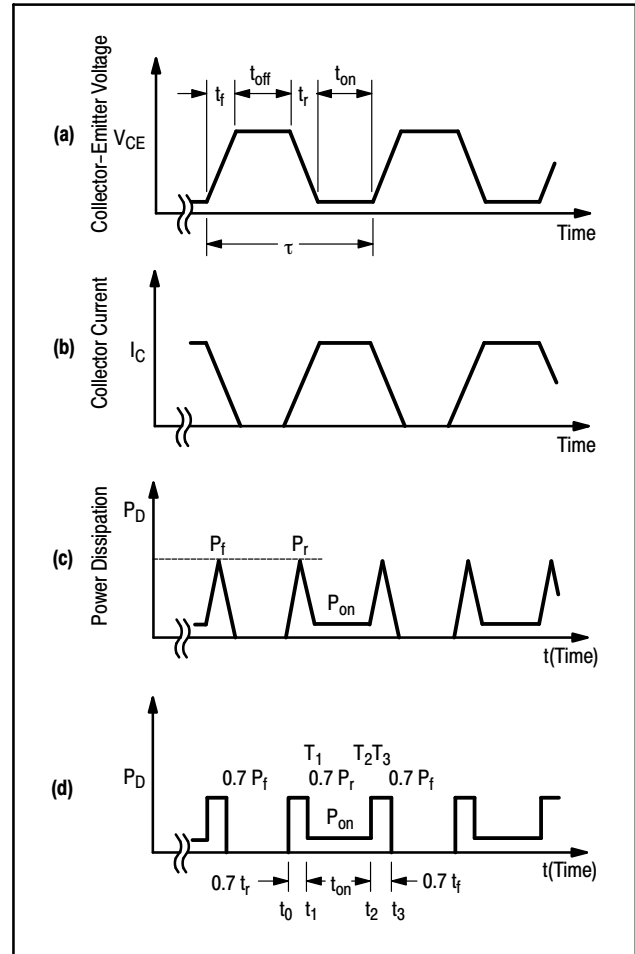 (a)
Collector–Emitter Voltage
V_CE
t_f
t_off
t_r
t_on
τ
Time
(b)
Collector Current
I_C
Time
(c)
Power Dissipation
P_D
P_f
P_r
P_on
t(Time)
(d)
P_D
T_1
T_2T_3
0.7 P_f
0.7 P_r
0.7 P_f
P_on
t(Time)
0.7 t_r
t_on
0.7 t_f
t_0
t_1
t_2
t_3